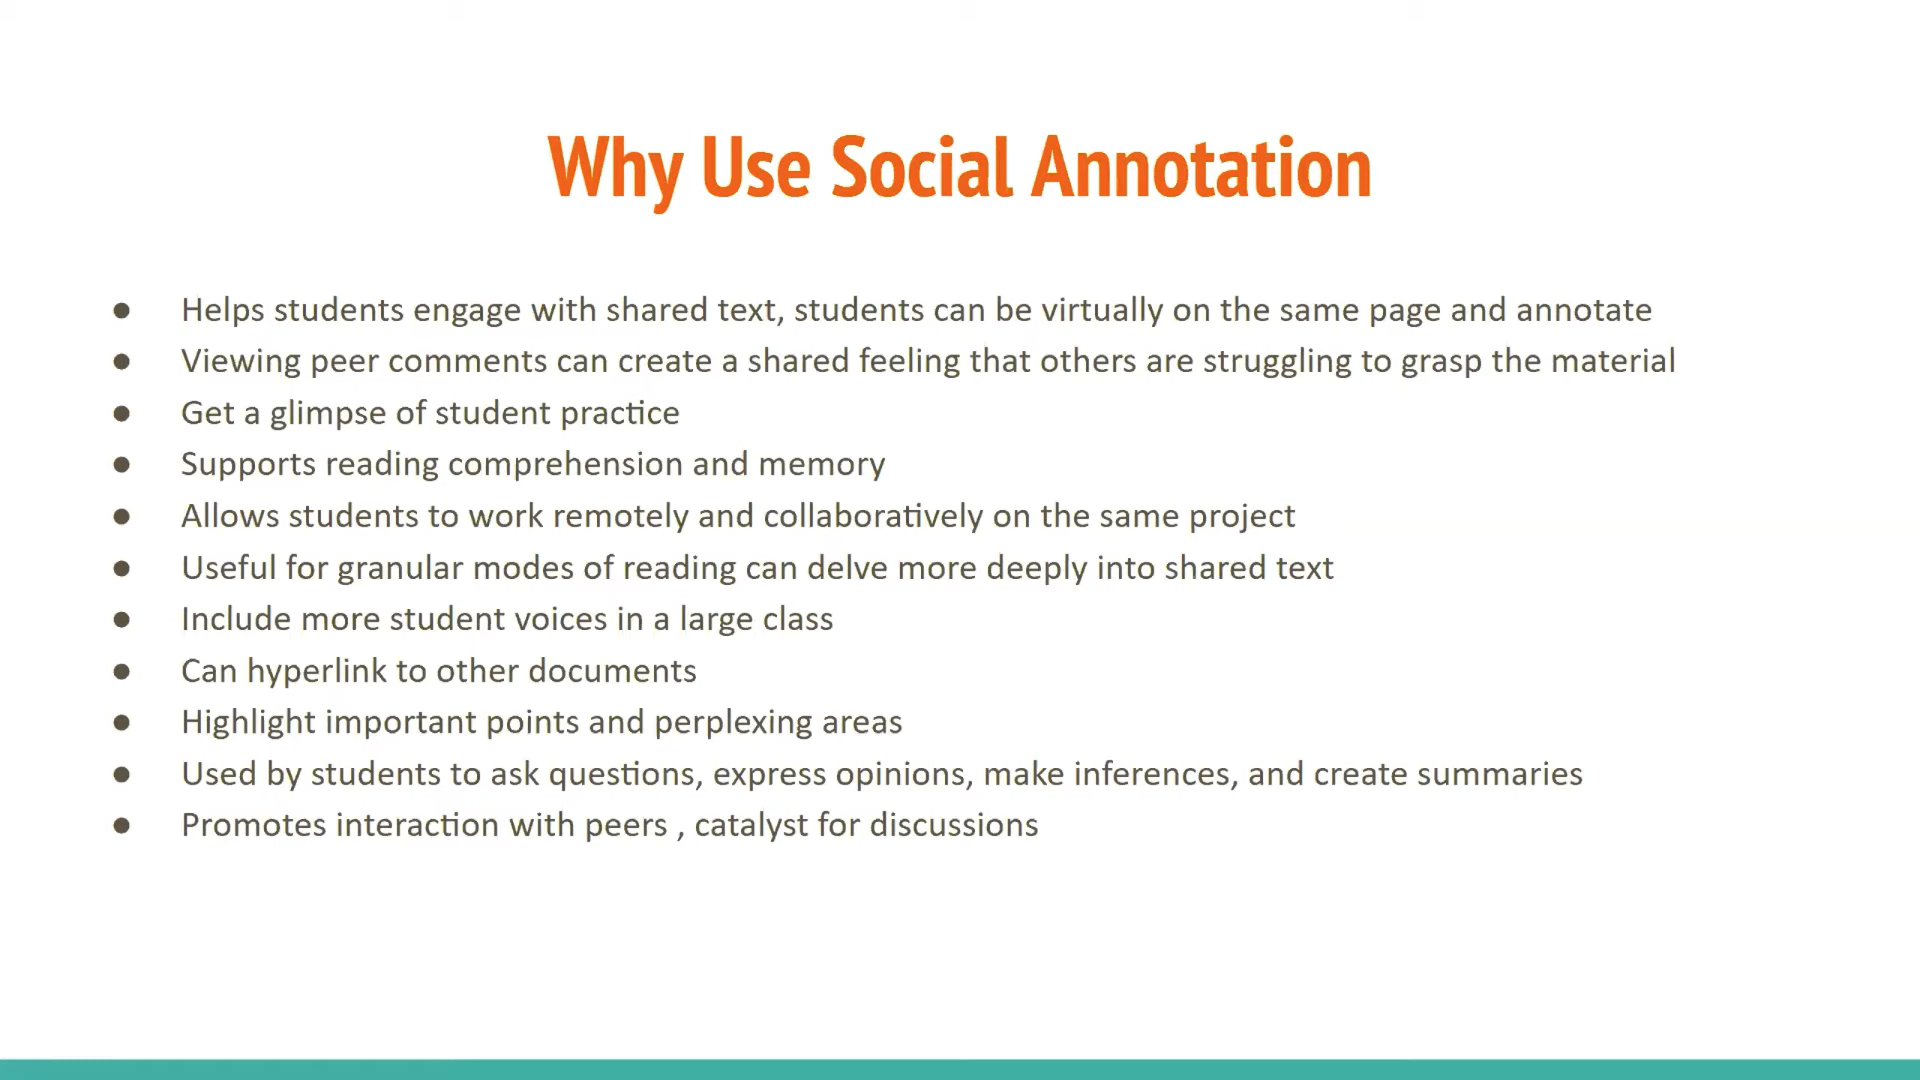 Why Use Social Annotation
● Helps students engage with shared text, students can be virtually on the same page and annotate
● Viewing peer comments can create a shared feeling that others are struggling to grasp the material
● Get a glimpse of student practice
● Supports reading comprehension and memory
● Allows students to work remotely and collaboratively on the same project
● Useful for granular modes of reading can delve more deeply into shared text
● Include more student voices in a large class
● Can hyperlink to other documents
● Highlight important points and perplexing areas
● Used by students to ask questions, express opinions, make inferences, and create summaries
● Promotes interaction with peers , catalyst for discussions